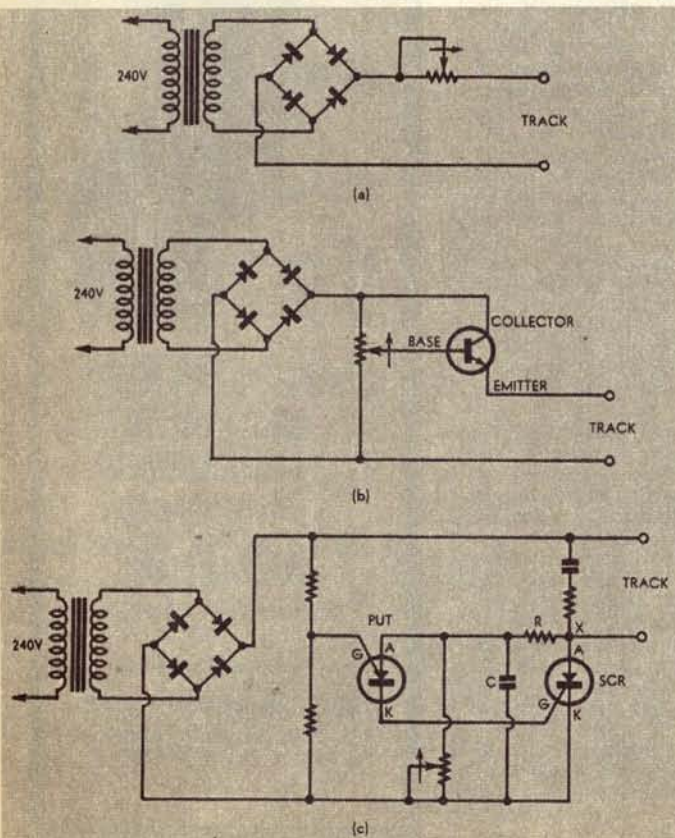 240V
TRACK
(a)
240V
COLLECTOR
BASE
EMITTER
TRACK
(b)
240V
PUT
G
A
K
C
R
X
A
G
K
SCR
TRACK
(c)